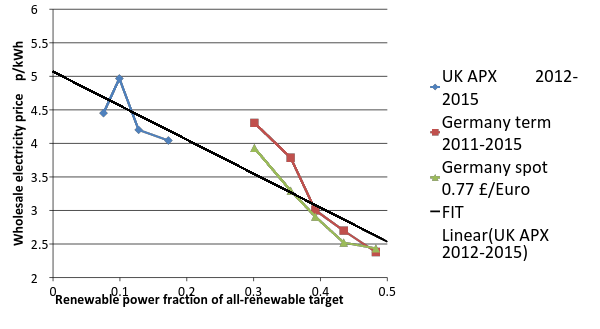 6
5.5
5
4.5
4
3.5
3
2.5
2
Wholesale electricity price p/kWh
0 0.1 0.2 0.3 0.4 0.5
Renewable power fraction of all-renewable target
UK APX 2012-
2015
Germany term
2011-2015
Germany spot
0.77 £/Euro
FIT
Linear(UK APX
2012-2015)